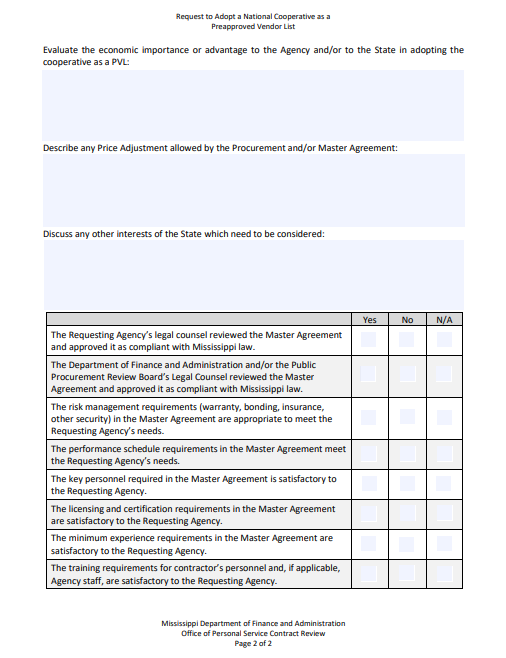 Request to Adopt a National Cooperative as a
Preapproved Vendor List
Evaluate the economic importance or advantage to the Agency and/or to the State in adopting the
cooperative as a PVL:
Describe any Price Adjustment allowed by the Procurement and/or Master Agreement:
Discuss any other interests of the State which need to be considered:
Yes No N/A
The Requesting Agency's legal counsel reviewed the Master Agreement
and approved it as compliant with Mississippi law.
The Department of Finance and Administration and/or the Public
Procurement Review Board's Legal Counsel reviewed the Master
Agreement and approved it as compliant with Mississippi law.
The risk management requirements (warranty, bonding, insurance,
other security) in the Master Agreement are appropriate to meet the
Requesting Agency's needs.
The performance schedule requirements in the Master Agreement meet
the Requesting Agency's needs.
The key personnel required in the Master Agreement is satisfactory to
the Requesting Agency.
The licensing and certification requirements in the Master Agreement
are satisfactory to the Requesting Agency.
The minimum experience requirements in the Master Agreement are
satisfactory to the Requesting Agency.
The training requirements for contractor's personnel and, if applicable,
Agency staff, are satisfactory to the Requesting Agency.
Mississippi Department of Finance and Administration
Office of Personal Service Contract Review
Page 2 of 2